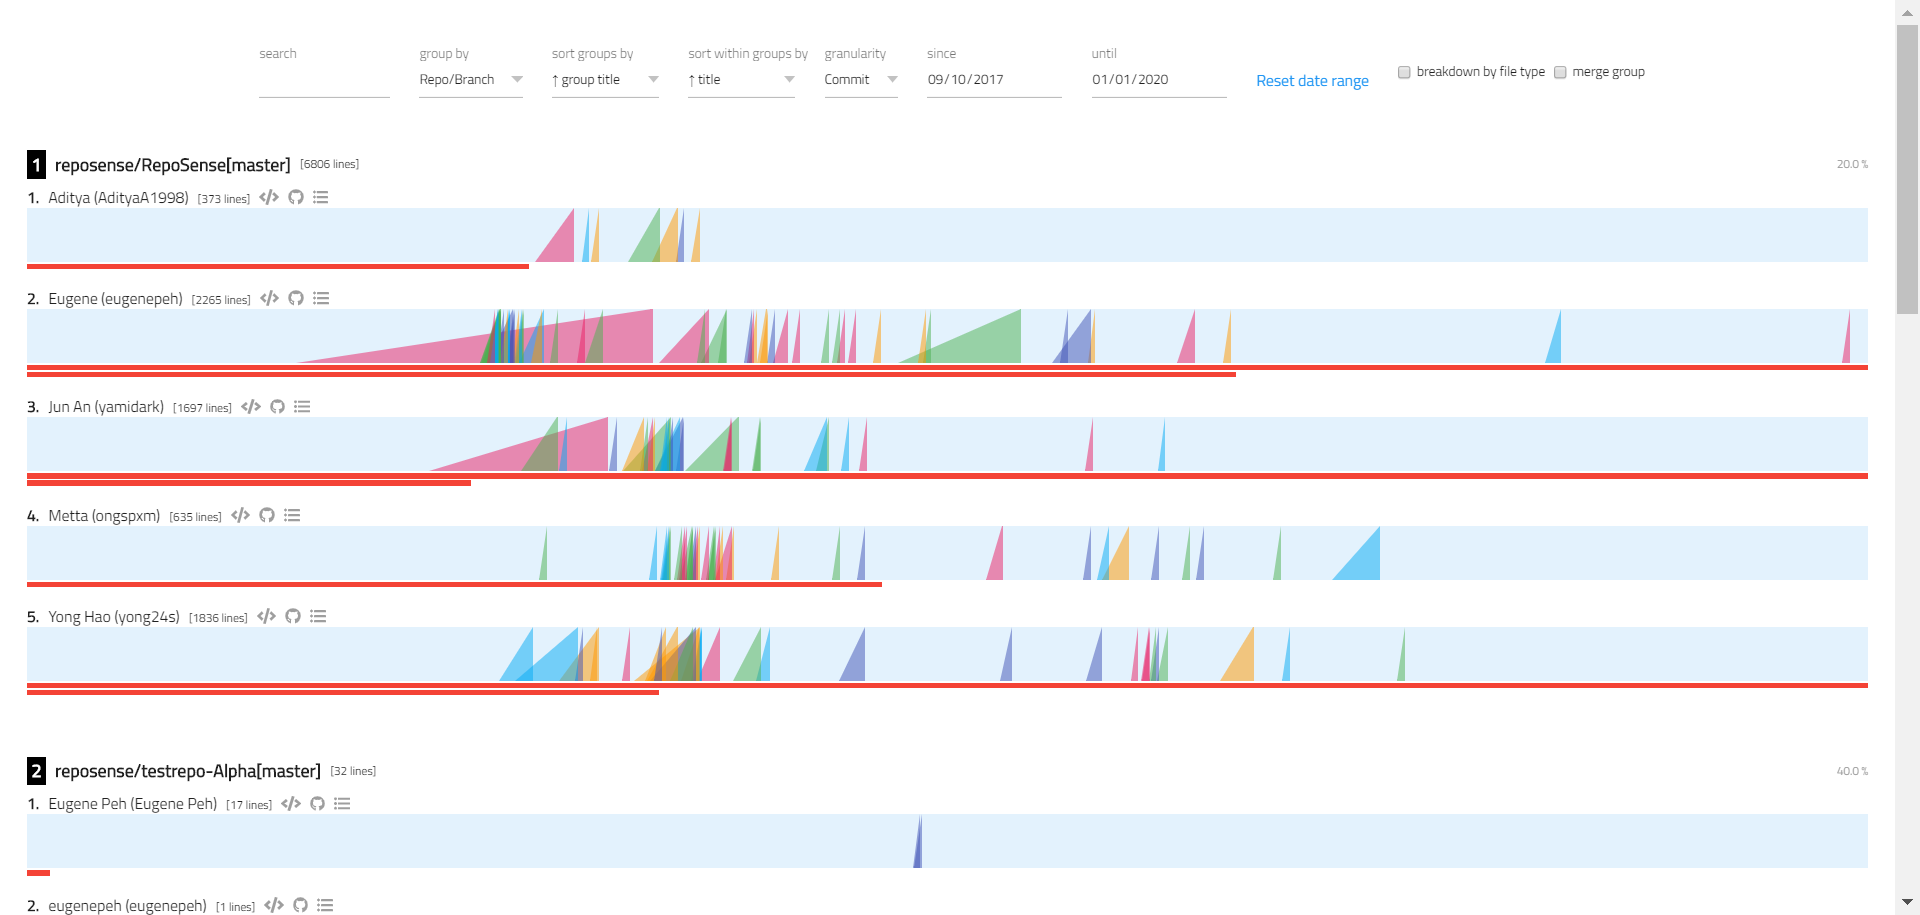 search group by sort groups by sort within groups by granularity since until
Repo/Branch ↑ group title ↑ title Commit 09/10/2017 01/01/2020 Reset date range breakdown by file type merge group
1 reposense/RepoSense[master] [6806 lines] 20.0 %
1. Aditya (AdityaA1998) [373 lines]
2. Eugene (eugenepeh) [2265 lines]
3. Jun An (yamidark) [1697 lines]
4. Metta (ongspxm) [635 lines]
5. Yong Hao (yong24s) [1836 lines]
2 reposense/testrepo-Alpha[master] [32 lines] 40.0 %
1. Eugene Peh (Eugene Peh) [17 lines]
2. eugenepeh (eugenepeh) [1 lines]